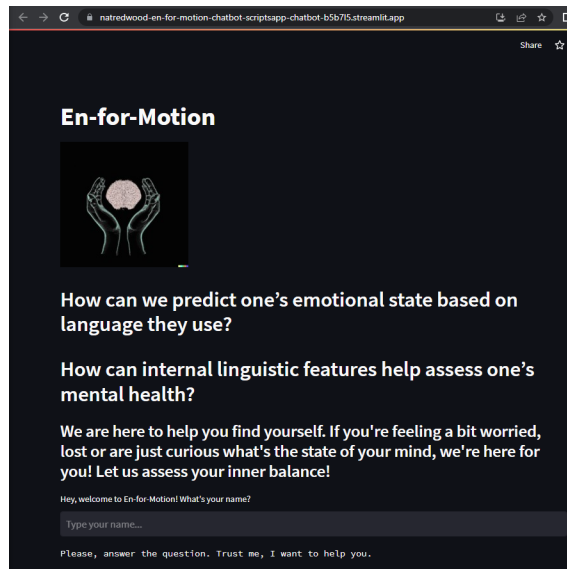 natredwood-en-for-motion-chatbot-scriptsapp-chatbot-b5b7l5.streamlit.app
Share
En-for-Motion
How can we predict one’s emotional state based on
language they use?
How can internal linguistic features help assess one’s
mental health?
We are here to help you find yourself. If you're feeling a bit worried,
lost or are just curious what's the state of your mind, we're here for
you! Let us assess your inner balance!
Hey, welcome to En-for-Motion! What's your name?
Type your name...
Please, answer the question. Trust me, I want to help you.